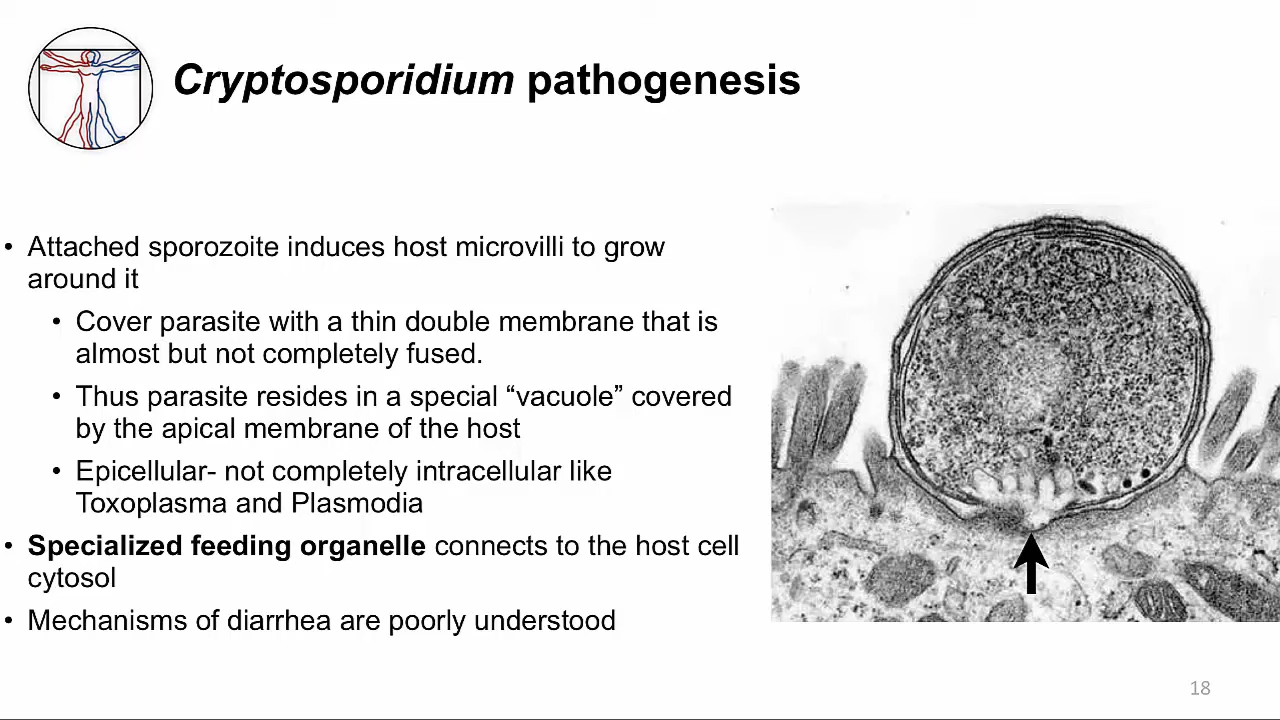 Cryptosporidium pathogenesis
• Attached sporozoite induces host microvilli to grow
around it
• Cover parasite with a thin double membrane that is
almost but not completely fused.
• Thus parasite resides in a special “vacuole” covered
by the apical membrane of the host
• Epicellular- not completely intracellular like
Toxoplasma and Plasmodia
• Specialized feeding organelle connects to the host cell
cytosol
• Mechanisms of diarrhea are poorly understood
18